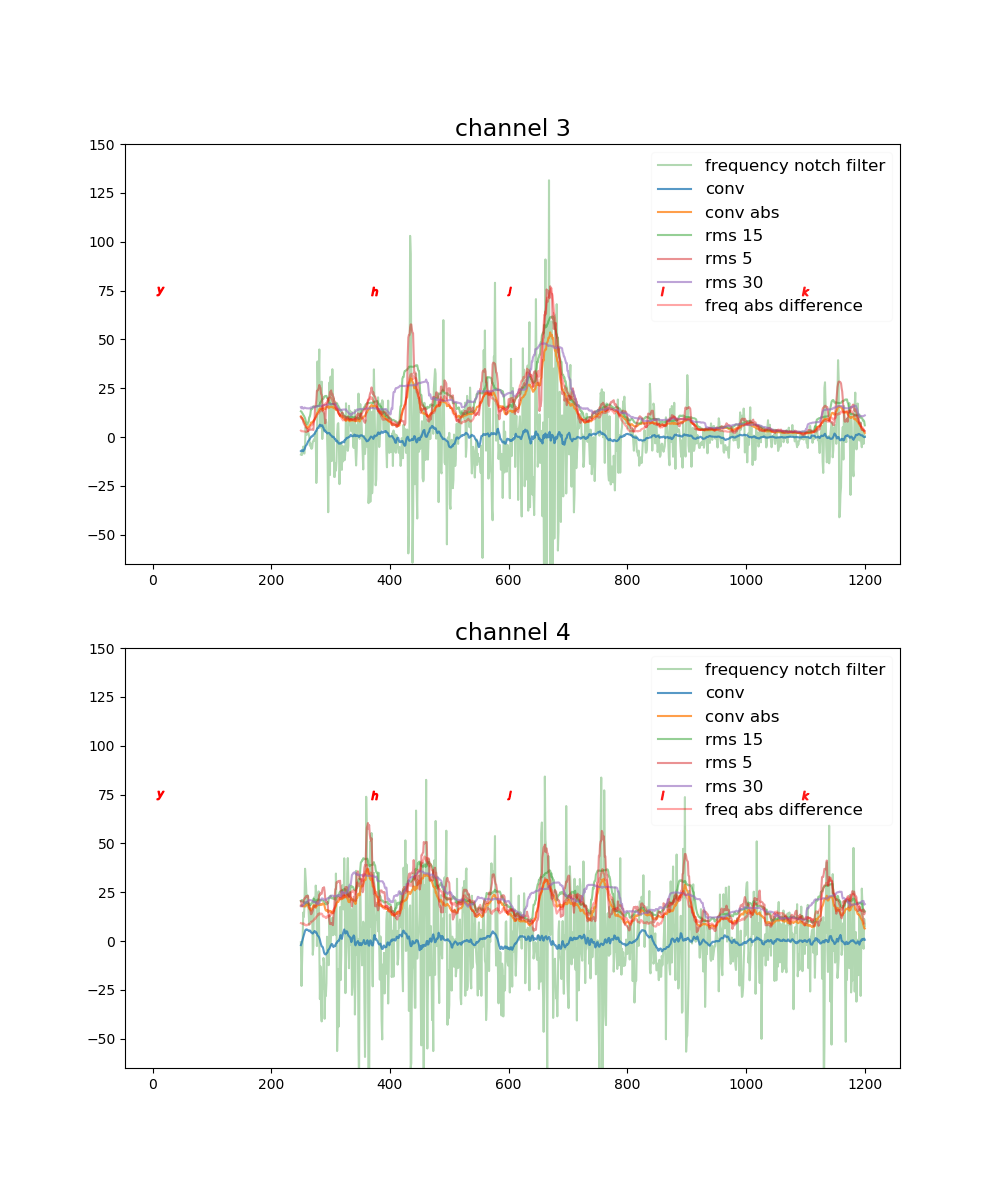 channel 3
150
125
100
75
50
25
0
−25
−50
frequency notch filter
conv
conv abs
rms 15
rms 5
rms 30
freq abs difference
y h j l k
0 200 400 600 800 1000 1200
channel 4
150
125
100
75
50
25
0
−25
−50
frequency notch filter
conv
conv abs
rms 15
rms 5
rms 30
freq abs difference
y h j l k
0 200 400 600 800 1000 1200